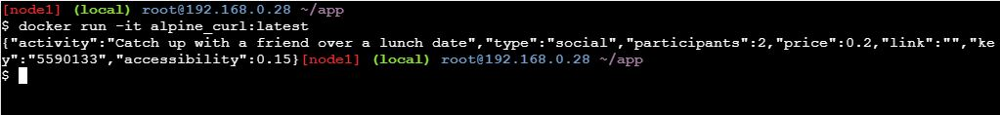 [node1] (local) root@192.168.0.28 ~/app
$ docker run -it alpine_curl:latest
{"activity":"Catch up with a friend over a lunch date","type":"social","participants":2,"price":0.2,"link":"","ke
y":"5590133","accessibility":0.15}[node1] (local) root@192.168.0.28 ~/app
$